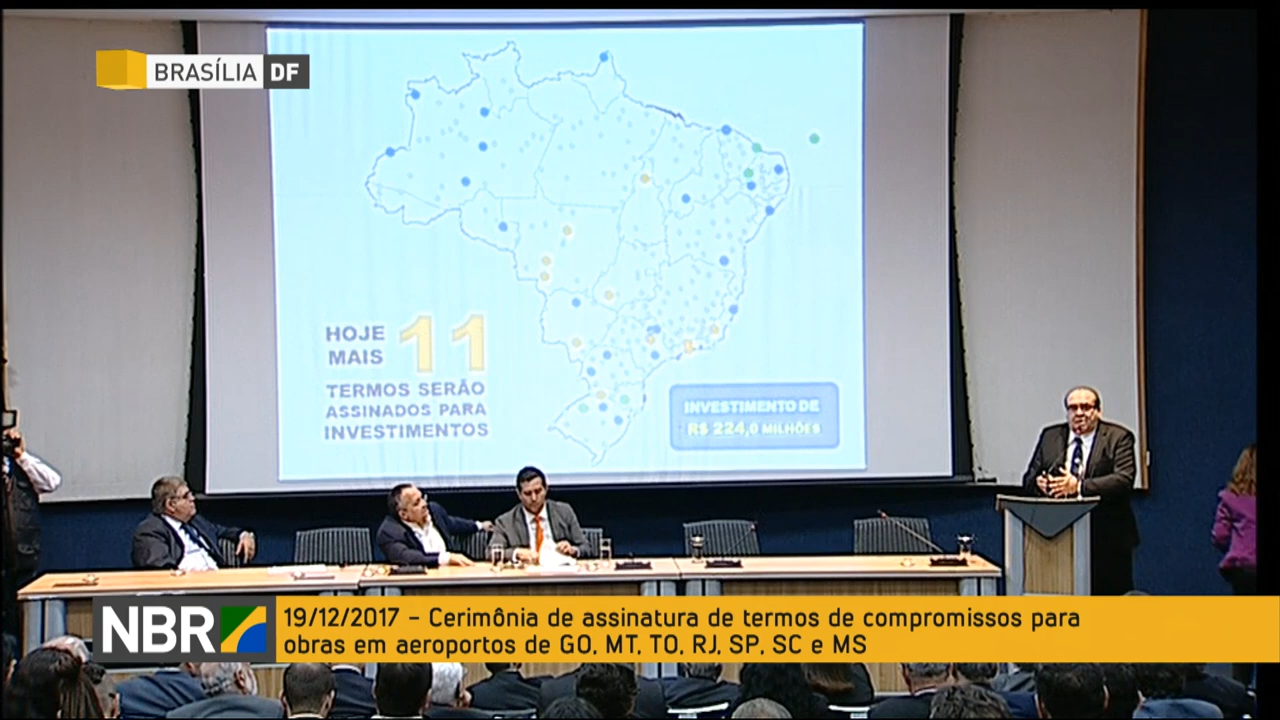 BRASÍLIA DF
HOJE
MAIS 11
TERMOS SERÃO
ASSINADOS PARA
INVESTIMENTOS
INVESTIMENTO DE
R$ 224,0 MILHÕES
NBR
19/12/2017 – Cerimônia de assinatura de termos de compromissos para
obras em aeroportos de GO, MT, TO, RJ, SP, SC e MS